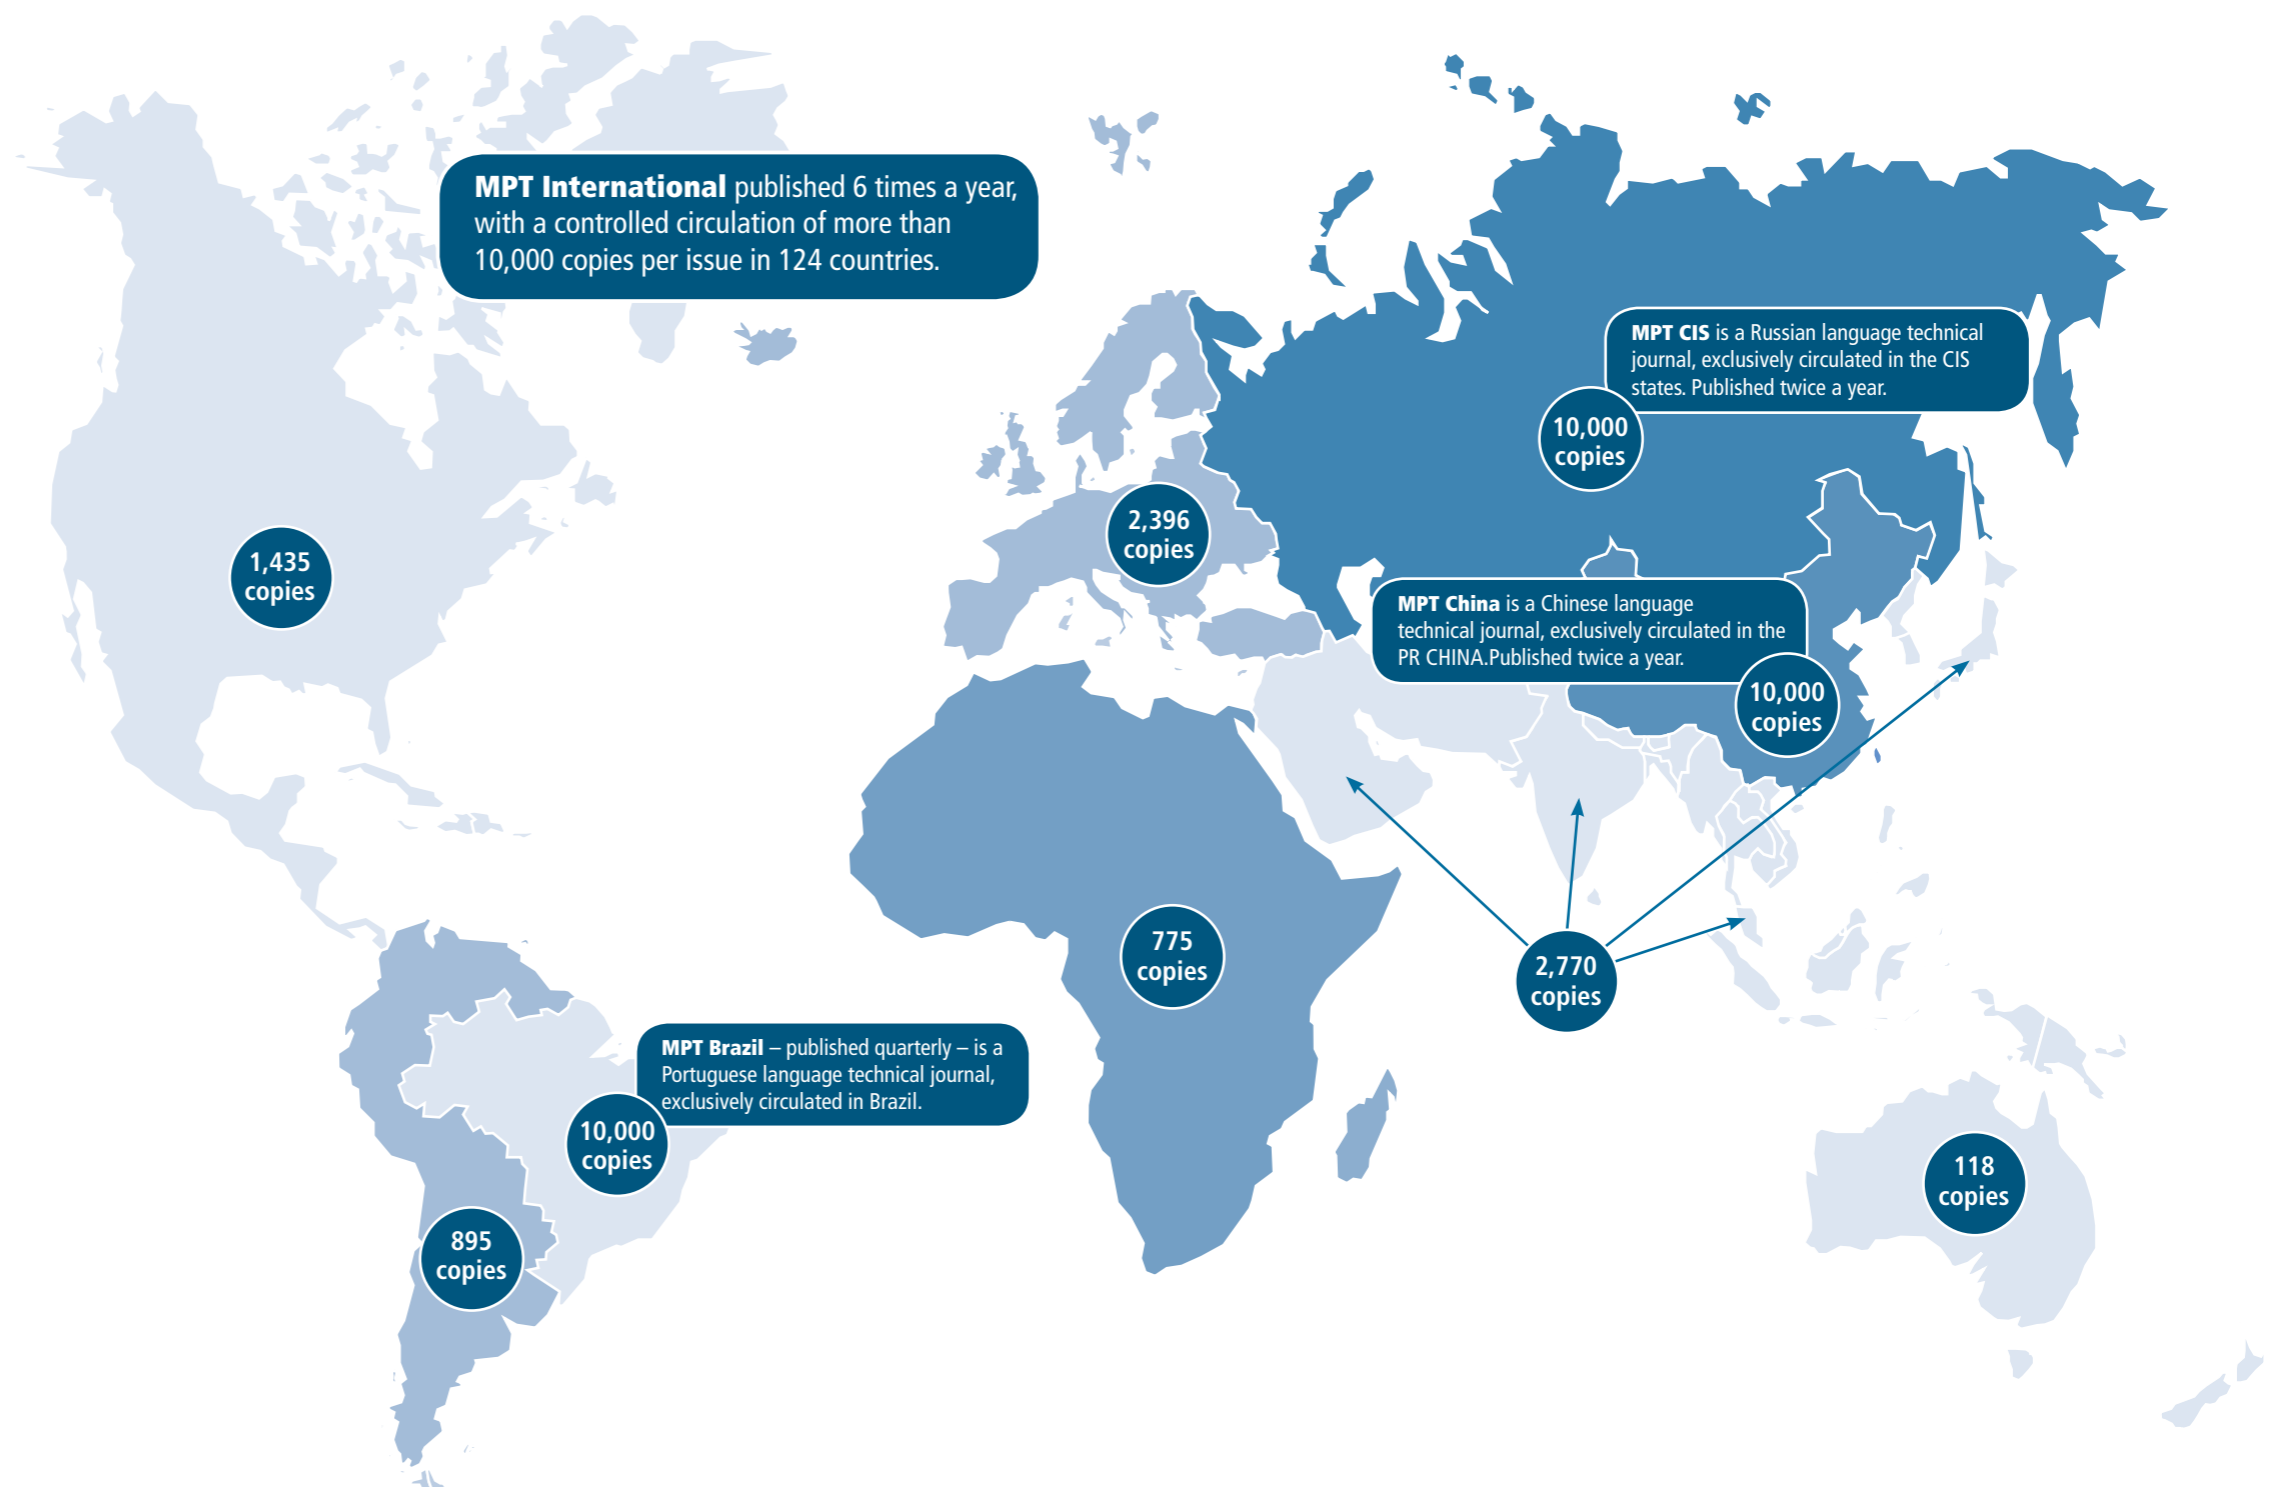 MPT International published 6 times a year,
with a controlled circulation of more than
10,000 copies per issue in 124 countries.
MPT CIS is a Russian language technical
journal, exclusively circulated in the CIS
states. Published twice a year.
10,000
copies
2,396
copies
1,435
copies
MPT China is a Chinese language
technical journal, exclusively circulated in the
PR CHINA.Published twice a year.
10,000
copies
775
copies
2,770
copies
MPT Brazil – published quarterly – is a
Portuguese language technical journal,
exclusively circulated in Brazil.
10,000
copies
118
copies
895
copies